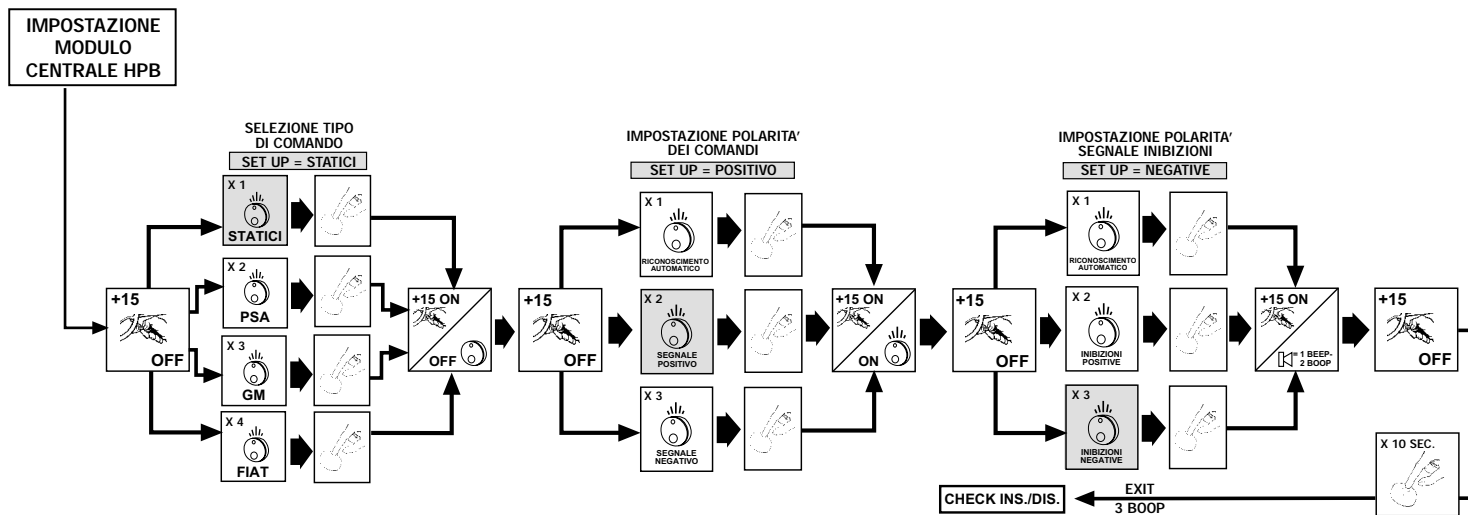 IMPOSTAZIONE
MODULO
CENTRALE HPB
SELEZIONE TIPO
DI COMANDO
SET UP = STATICI
X 1
STATICI
X 2
PSA
X 3
GM
X 4
FIAT
+15
OFF
+15 ON
OFF
IMPOSTAZIONE POLARITA'
DEI COMANDI
SET UP = POSITIVO
+15
OFF
X 1
RICONOSCIMENTO
AUTOMATICO
X 2
SEGNALE
POSITIVO
X 3
SEGNALE
NEGATIVO
+15 ON
ON
IMPOSTAZIONE POLARITA'
SEGNALE INIBIZIONI
SET UP = NEGATIVE
+15
OFF
X 1
RICONOSCIMENTO
AUTOMATICO
X 2
INIBIZIONI
POSITIVE
X 3
INIBIZIONI
NEGATIVE
+15 ON
= 1 BEEP-
2 BOOP
+15
OFF
X 10 SEC.
EXIT
3 BOOP
CHECK INS./DIS.